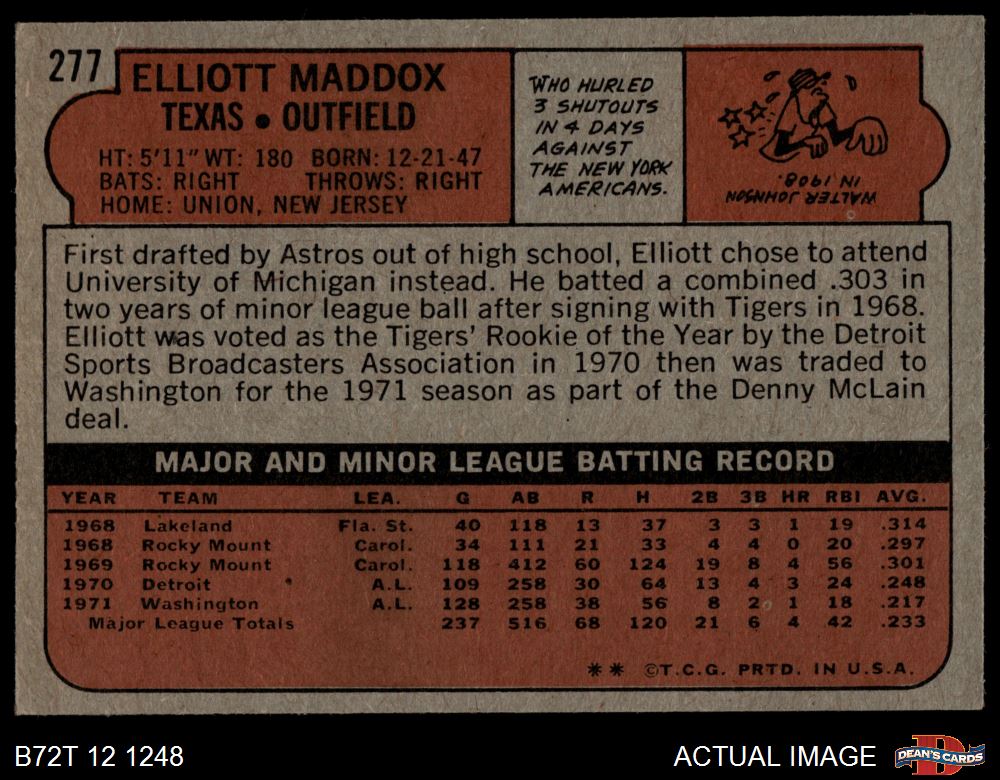 277
ELLIOTT MADDOX
TEXAS • OUTFIELD
HT: 5'11" WT: 180 BORN: 12-21-47
BATS: RIGHT THROWS: RIGHT
HOME: UNION, NEW JERSEY
WHO HURLED
3 SHUTOUTS
IN 4 DAYS
AGAINST
THE NEW YORK
AMERICANS.
WALTER JOHNSON
IN 1908.
First drafted by Astros out of high school, Elliott chose to attend
University of Michigan instead. He batted a combined .303 in
two years of minor league ball after signing with Tigers in 1968.
Elliott was voted as the Tigers' Rookie of the Year by the Detroit
Sports Broadcasters Association in 1970 then was traded to
Washington for the 1971 season as part of the Denny McLain
deal.
MAJOR AND MINOR LEAGUE BATTING RECORD
YEAR TEAM LEA. G AB R H 2B 3B HR RBI AVG.
1968 Lakeland Fla. St. 40 118 13 37 3 3 1 19 .314
1968 Rocky Mount Carol. 34 111 21 33 4 4 0 20 .297
1969 Rocky Mount Carol. 118 412 60 124 19 8 4 56 .301
1970 Detroit A.L. 109 258 30 64 13 4 3 24 .248
1971 Washington A.L. 128 258 38 56 8 2 1 18 .217
Major League Totals 237 516 68 120 21 6 4 42 .233
** ©T.C.G. PRTD. IN U.S.A.
B72T 12 1248
ACTUAL IMAGE
DEAN'S CARDS